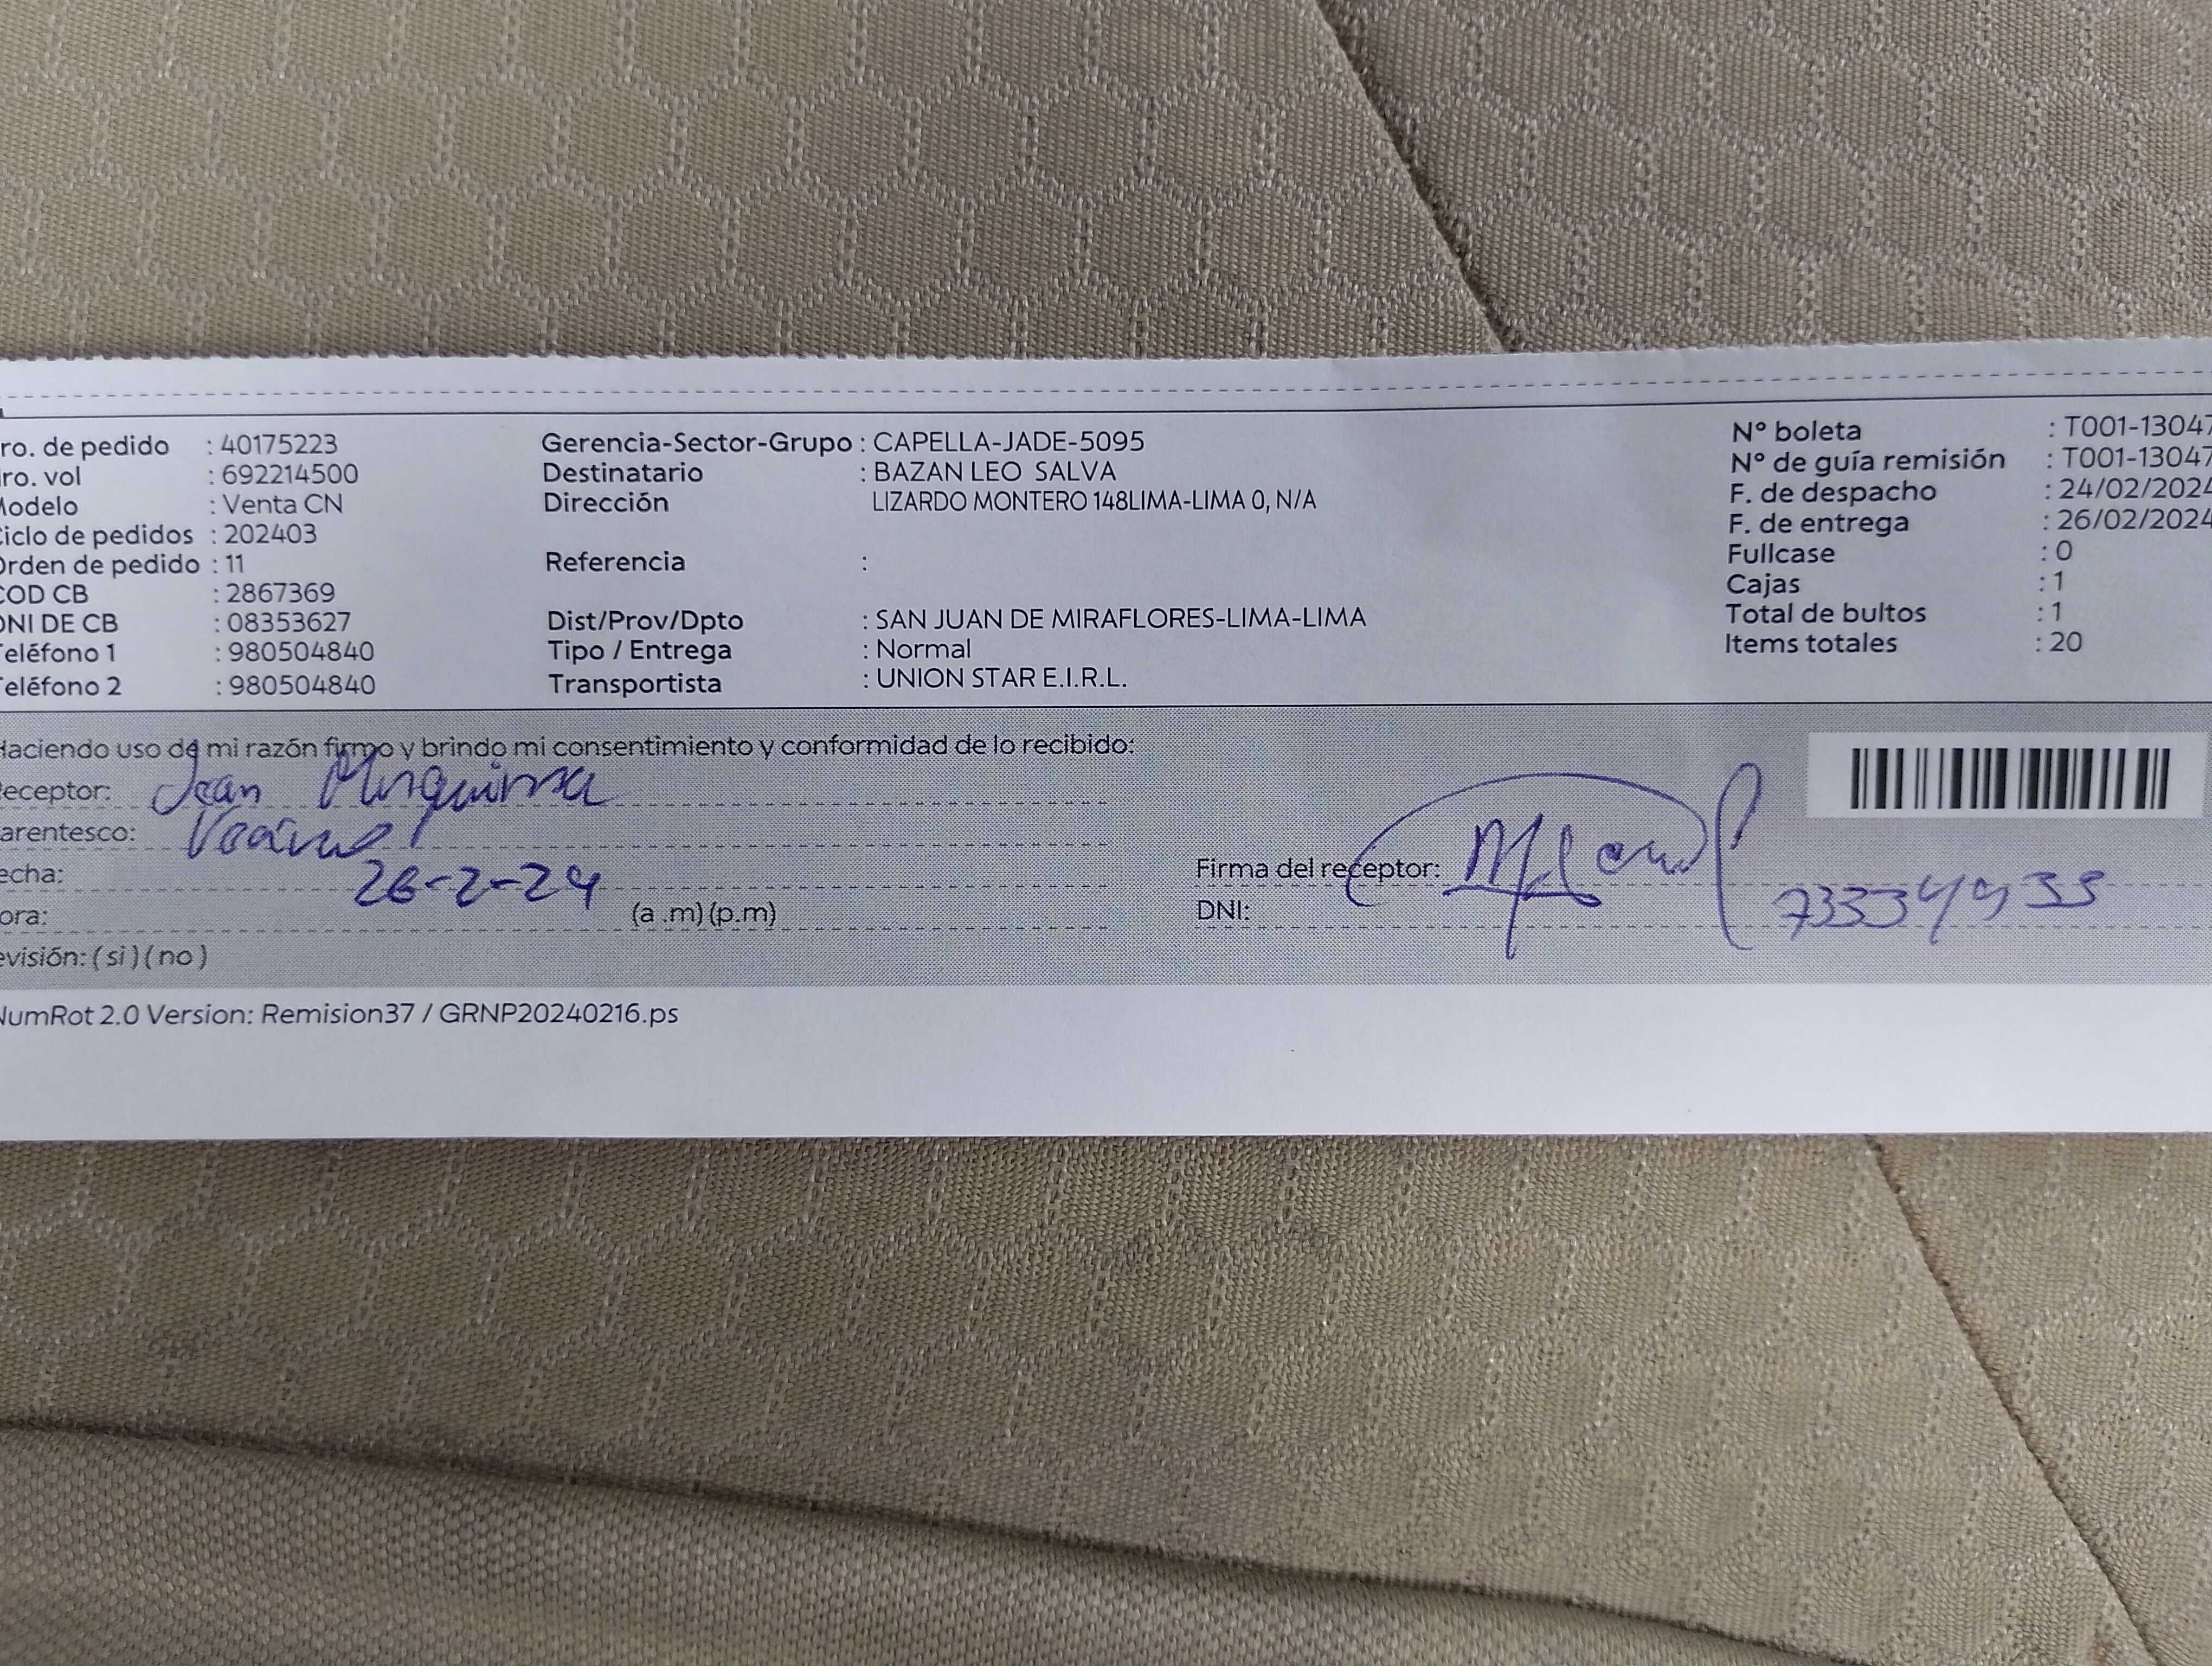 ro. de pedido : 40175223
ro. vol : 692214500
Modelo : Venta CN
iclo de pedidos : 202403
Orden de pedido : 11
COD CB : 2867369
DNI DE CB : 08353627
eléfono 1 : 980504840
eléfono 2 : 980504840
Gerencia-Sector-Grupo : CAPELLA-JADE-5095
Destinatario : BAZAN LEO SALVA
Dirección LIZARDO MONTERO 148LIMA-LIMA 0, N/A
Referencia :
Dist/Prov/Dpto : SAN JUAN DE MIRAFLORES-LIMA-LIMA
Tipo / Entrega : Normal
Transportista : UNION STAR E.I.R.L.
N° boleta : T001-13047
N° de guía remisión : T001-13047
F. de despacho : 24/02/2024
F. de entrega : 26/02/2024
Fullcase : 0
Cajas : 1
Total de bultos : 1
Items totales : 20
Haciendo uso de mi razón firmo y brindo mi consentimiento y conformidad de lo recibido:
eceptor: Jean
arentesco:
echa: 26-2-24
ora: (a .m) (p.m)
evisión: ( si ) ( no )
Firma del receptor:
DNI:
NumRot 2.0 Version: Remision37 / GRNP20240216.ps